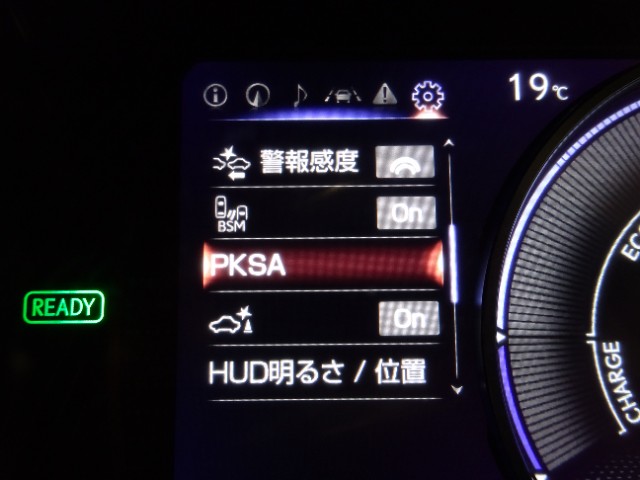 19℃
警報感度
BSM On
PKSA
On
HUD明るさ / 位置
READY
ECO
CHARGE